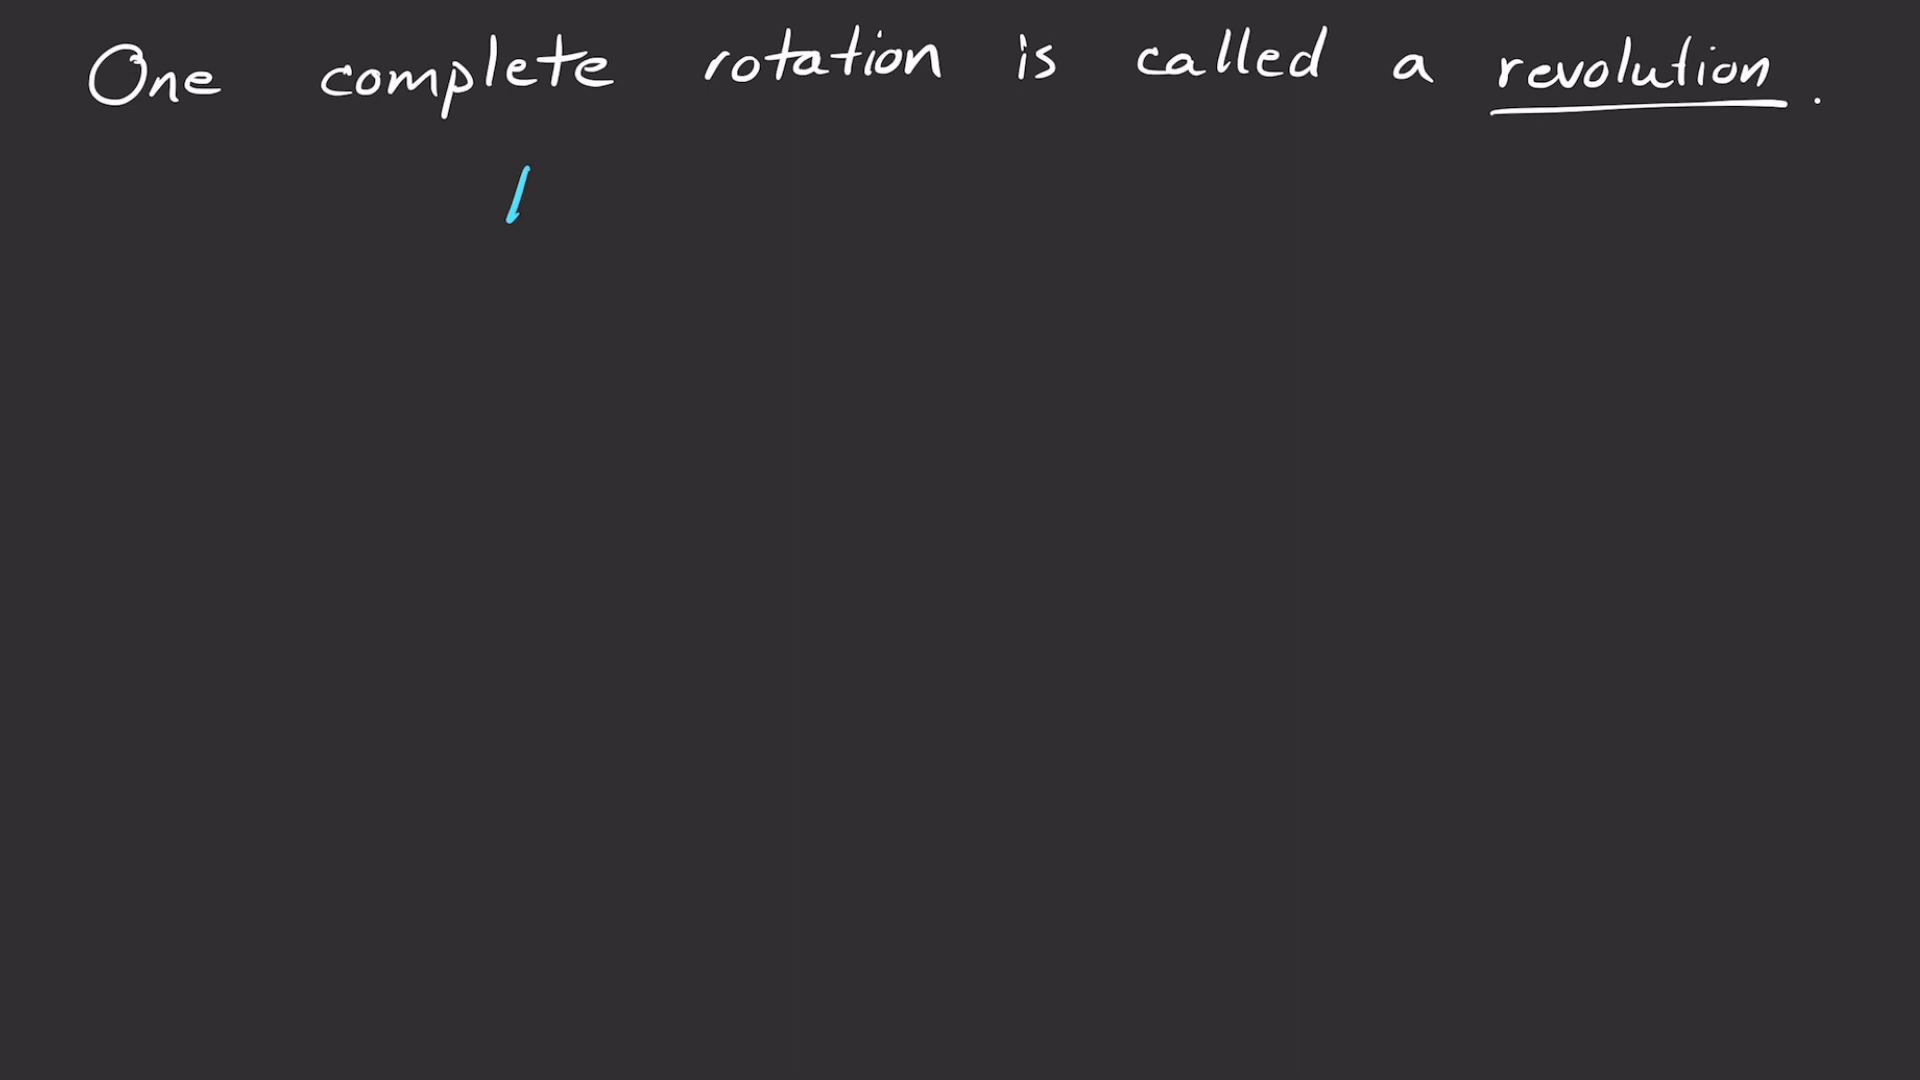 One complete rotation is called a revolution.